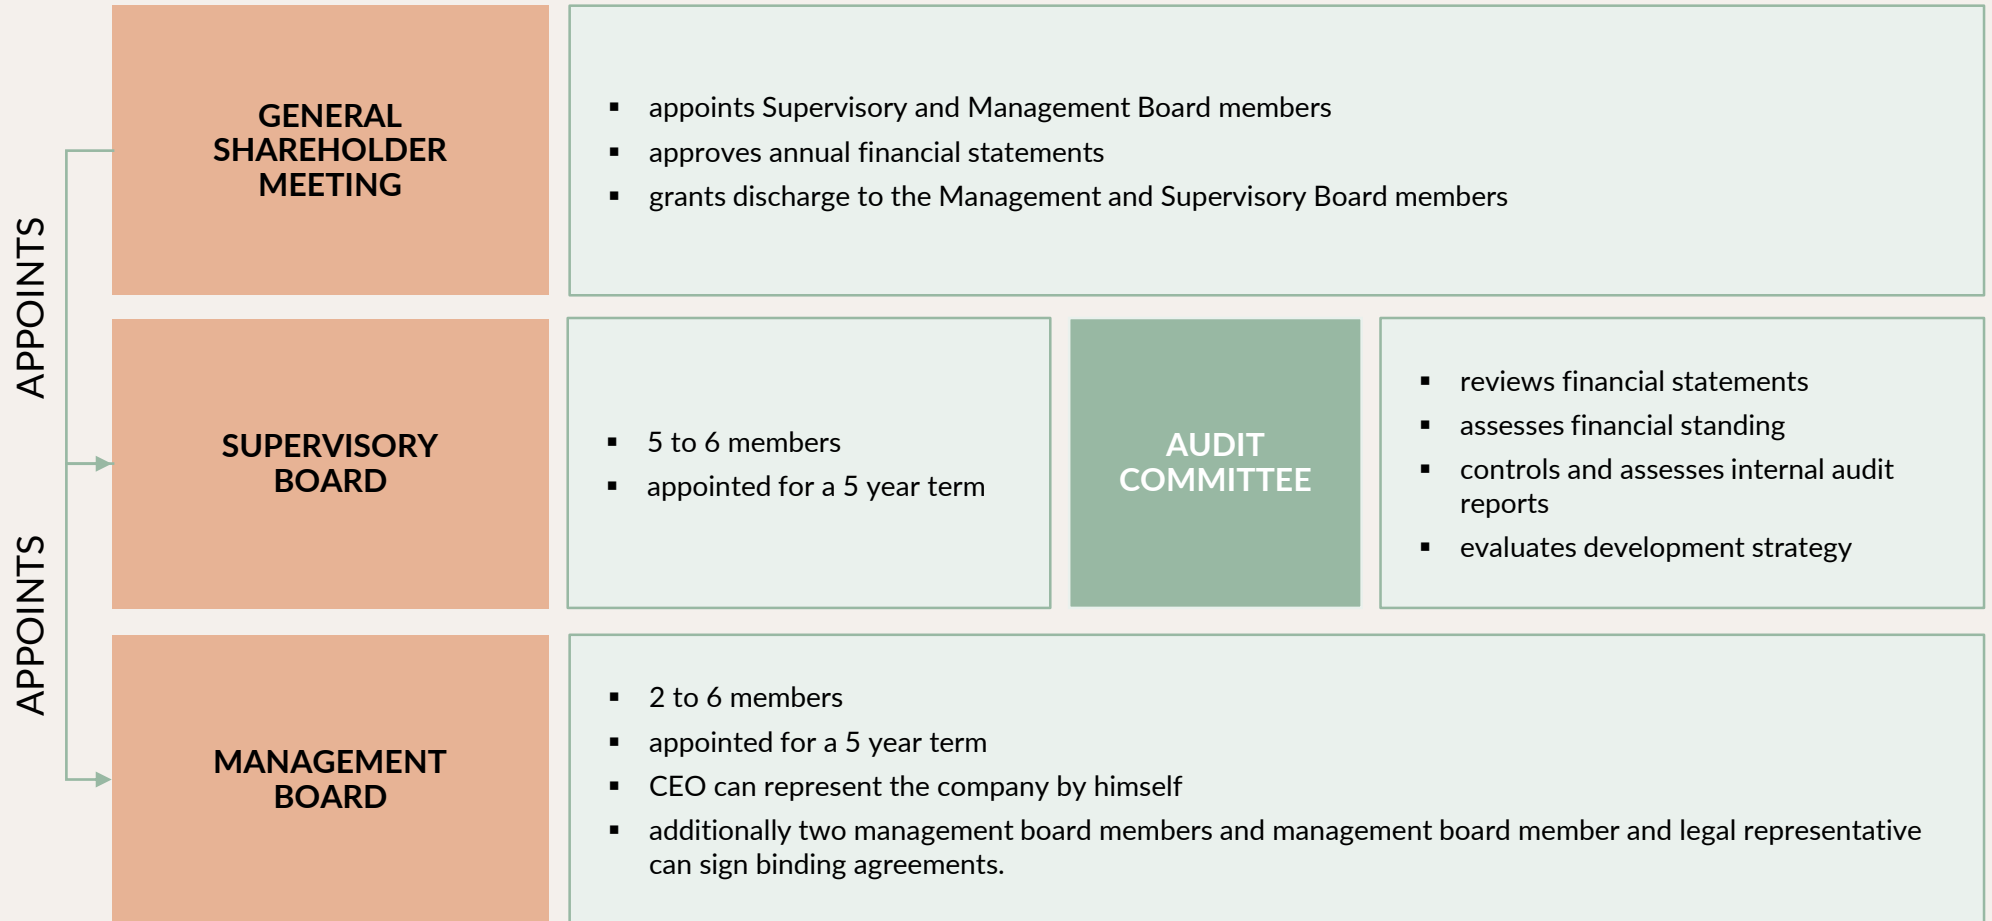 APPOINTS
GENERAL
SHAREHOLDER
MEETING
▪ appoints Supervisory and Management Board members
▪ approves annual financial statements
▪ grants discharge to the Management and Supervisory Board members
SUPERVISORY
BOARD
▪ 5 to 6 members
▪ appointed for a 5 year term
AUDIT
COMMITTEE
▪ reviews financial statements
▪ assesses financial standing
▪ controls and assesses internal audit
reports
▪ evaluates development strategy
APPOINTS
MANAGEMENT
BOARD
▪ 2 to 6 members
▪ appointed for a 5 year term
▪ CEO can represent the company by himself
▪ additionally two management board members and management board member and legal representative
can sign binding agreements.